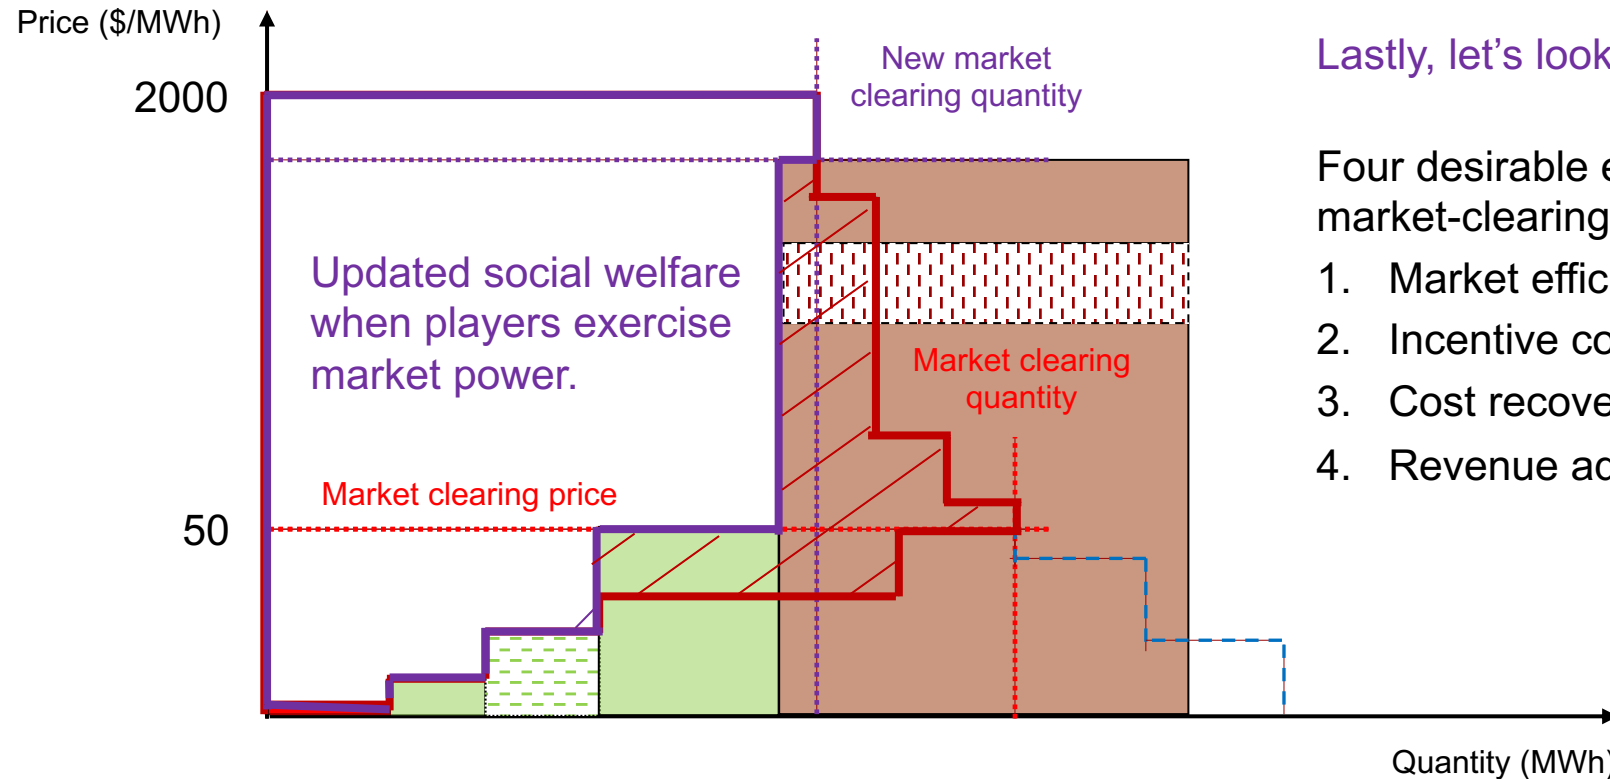 Price ($/MWh)
2000
New market
clearing quantity
Updated social welfare
when players exercise
market power.
Market clearing
quantity
Market clearing price
50
Quantity (MWh)
Lastly, let’s look
Four desirable
market-clearing
1. Market effic
2. Incentive co
3. Cost recove
4. Revenue ad